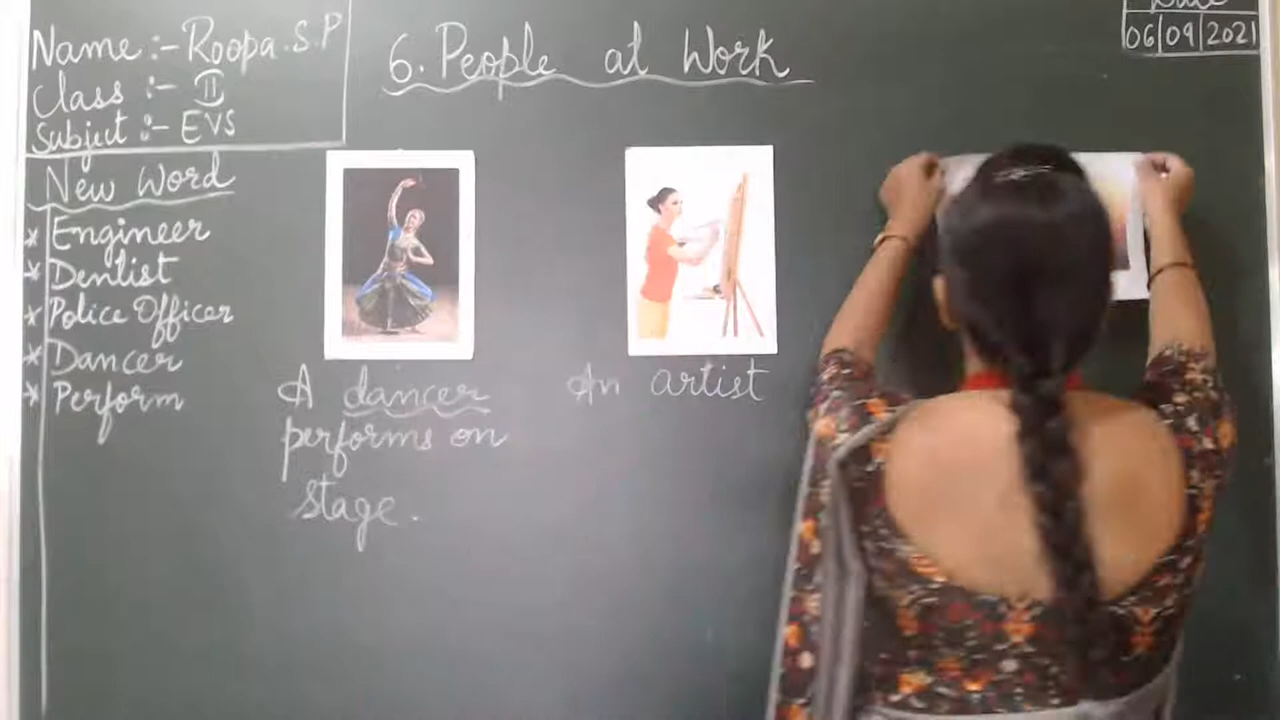 Name :- Roopa.S.P
Class :- II
Subject :- EVS
6. People at Work
Date
06|09|2021
New Word
* Engineer
* Dentist
* Police Officer
* Dancer
* Perform
A dancer
performs on
stage.
An artist